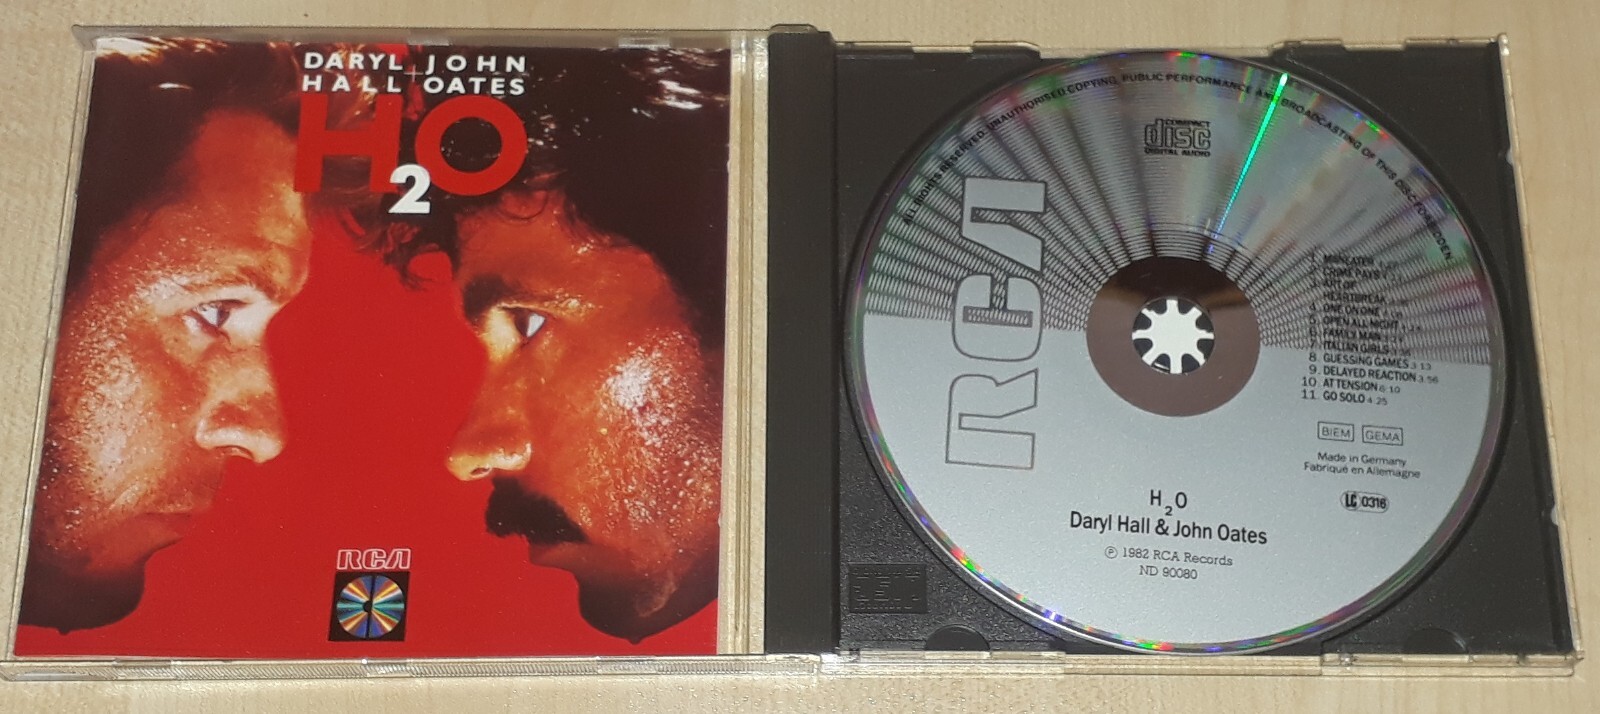 DARYL JOHN
+
HALL OATES
H2O
RCA
ALL RIGHTS RESERVED. UNAUTHORISED COPYING, PUBLIC PERFORMANCE AND BROADCASTING OF THIS DISC FORBIDDEN.
COMPACT
disc
DIGITAL AUDIO
RCA
1. MANEATER
2. CRIME PAYS
3. ART OF
HEARTBREAK
4. ONE ON ONE
5. OPEN ALL NIGHT
6. FAMILY MAN
7. ITALIAN GIRLS
8. GUESSING GAMES 3:13
9. DELAYED REACTION 3:56
10. AT TENSION 6:10
11. GO SOLO 4:25
BIEM GEMA
Made in Germany
Fabriqué en Allemagne
LC 0316
H2O
Daryl Hall & John Oates
℗ 1982 RCA Records
ND 90080